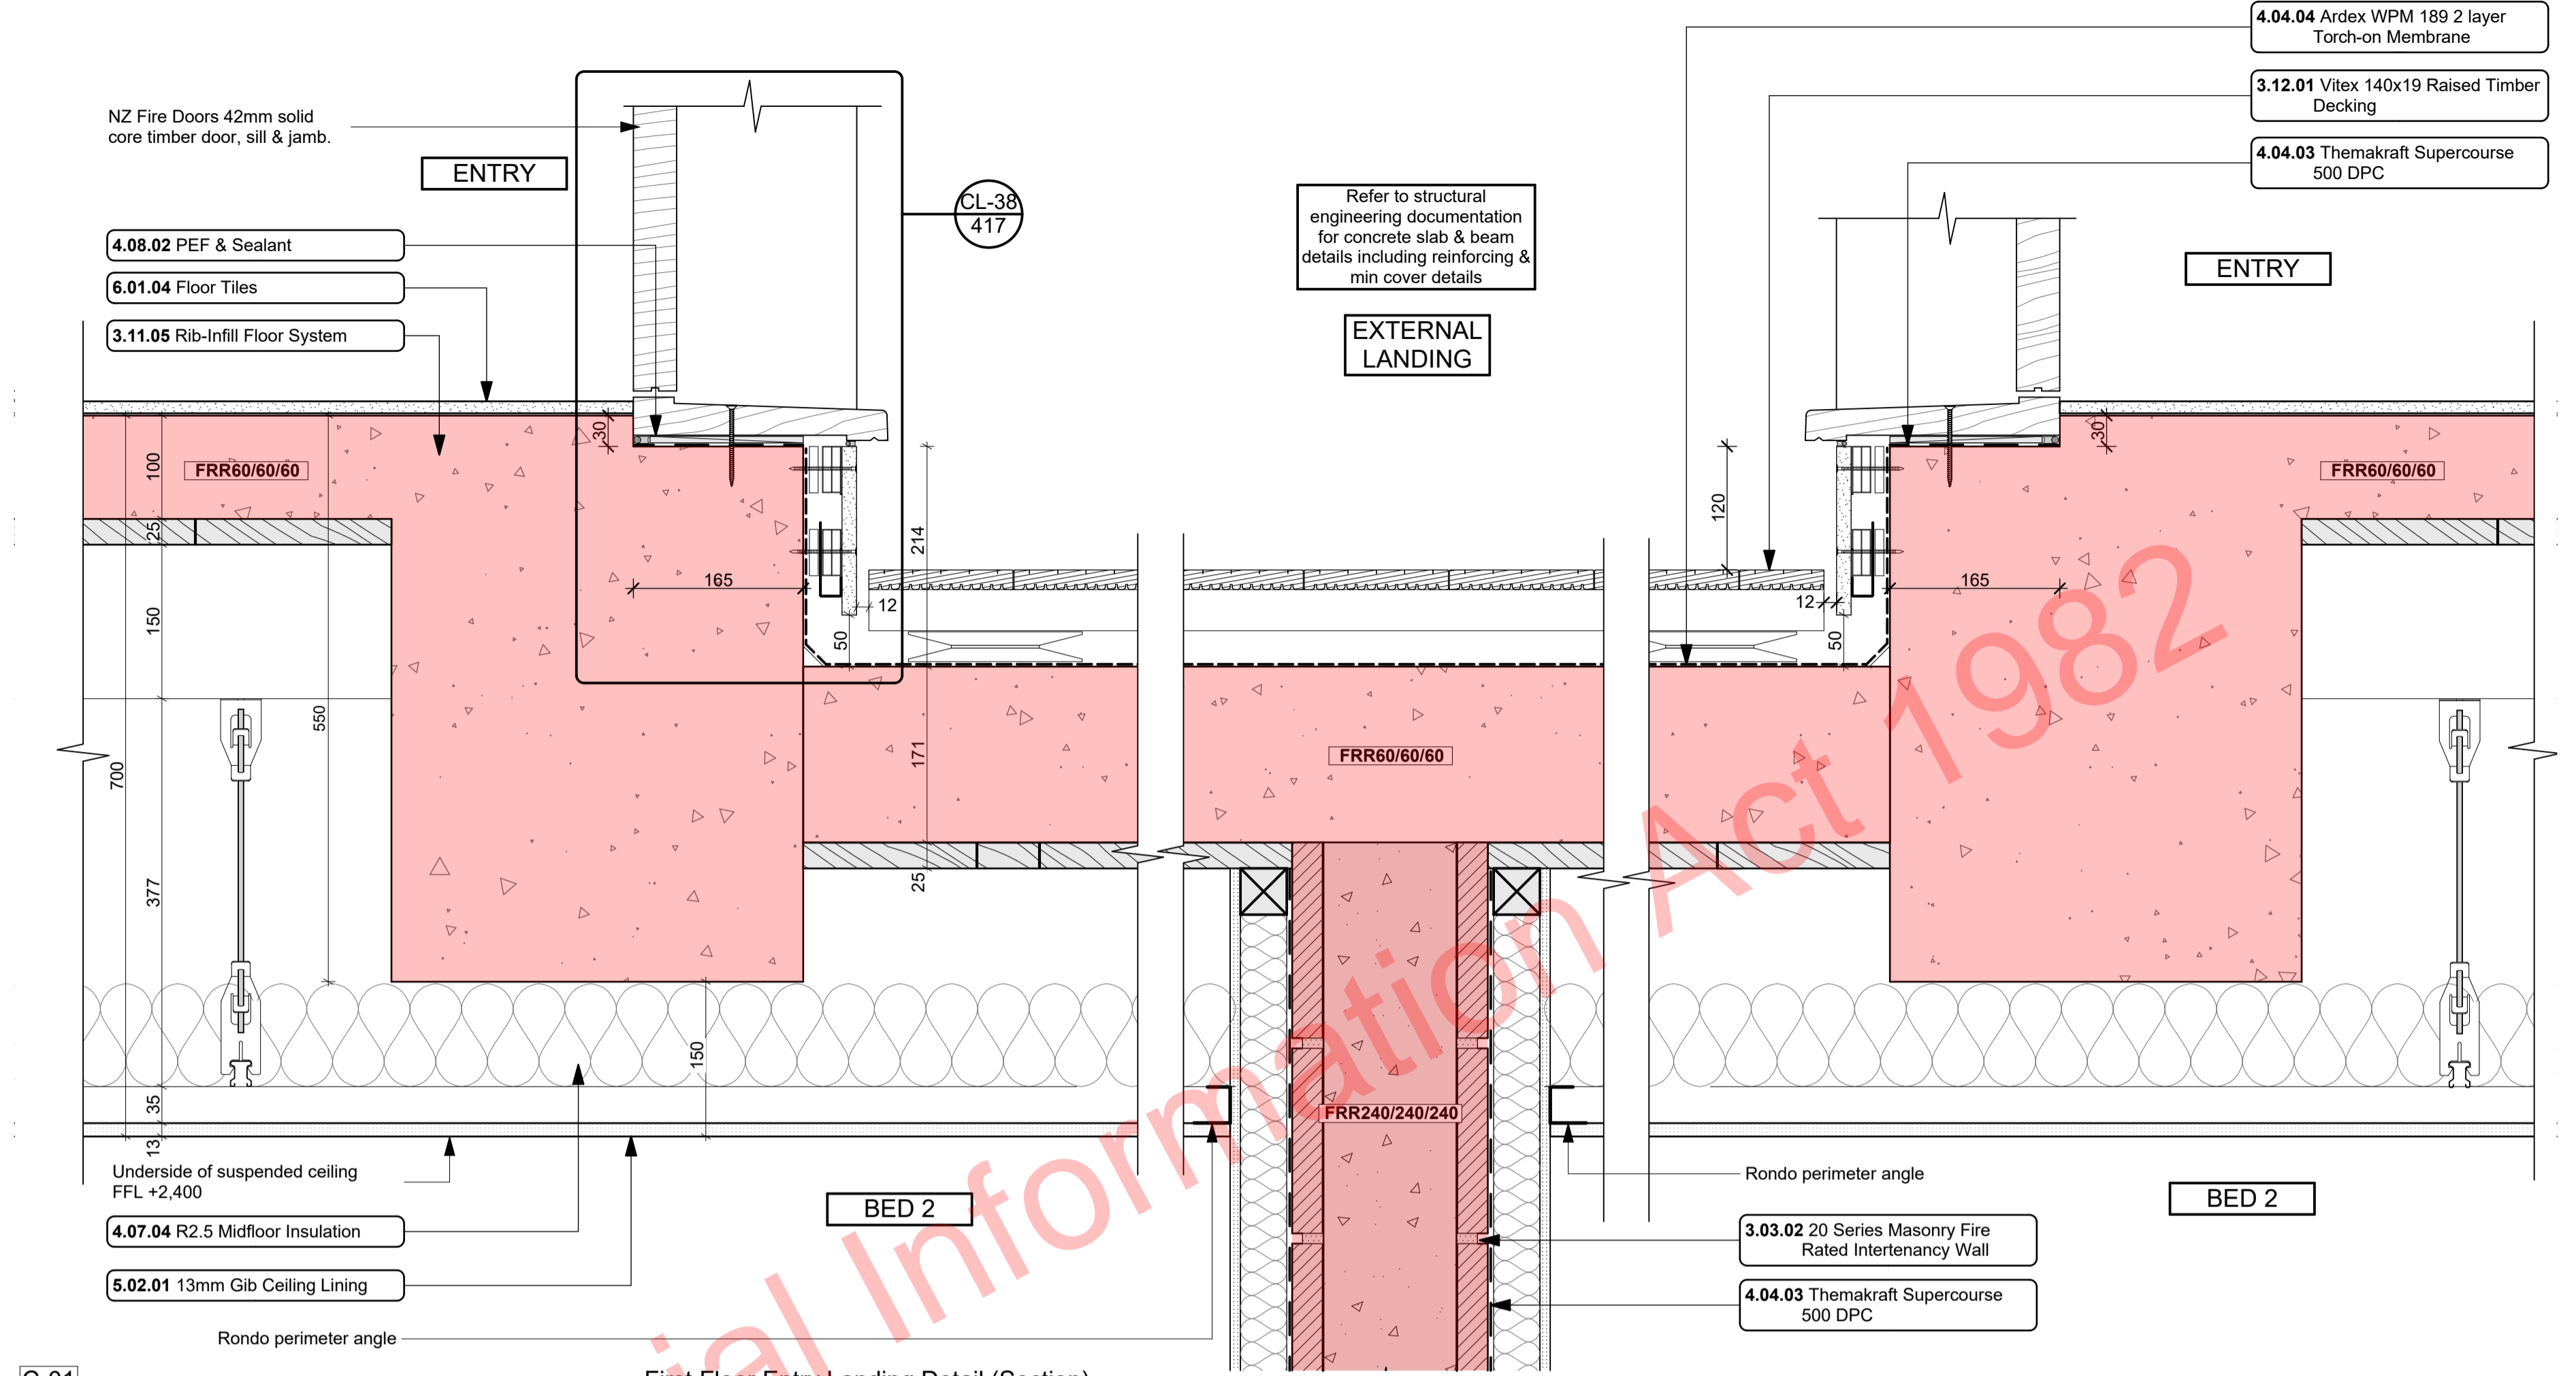 4.04.04 Ardex WPM 189 2 layer
Torch-on Membrane
3.12.01 Vitex 140x19 Raised Timber
Decking
4.04.03 Themakraft Supercourse
500 DPC
NZ Fire Doors 42mm solid
core timber door, sill & jamb.
ENTRY
CL-38
417
Refer to structural
engineering documentation
for concrete slab & beam
details including reinforcing &
min cover details
EXTERNAL
LANDING
ENTRY
4.08.02 PEF & Sealant
6.01.04 Floor Tiles
3.11.05 Rib-Infill Floor System
30
30
FRR60/60/60
FRR60/60/60
100
25
150
550
700
377
35
13
165
214
12
50
171
25
150
120
165
12
50
FRR60/60/60
FRR240/240/240
Underside of suspended ceiling
FFL +2,400
4.07.04 R2.5 Midfloor Insulation
5.02.01 13mm Gib Ceiling Lining
Rondo perimeter angle
BED 2
Rondo perimeter angle
BED 2
3.03.02 20 Series Masonry Fire
Rated Intertenancy Wall
4.04.03 Themakraft Supercourse
500 DPC
Information Act 1982
First Floor Entry Landing Detail (Section)